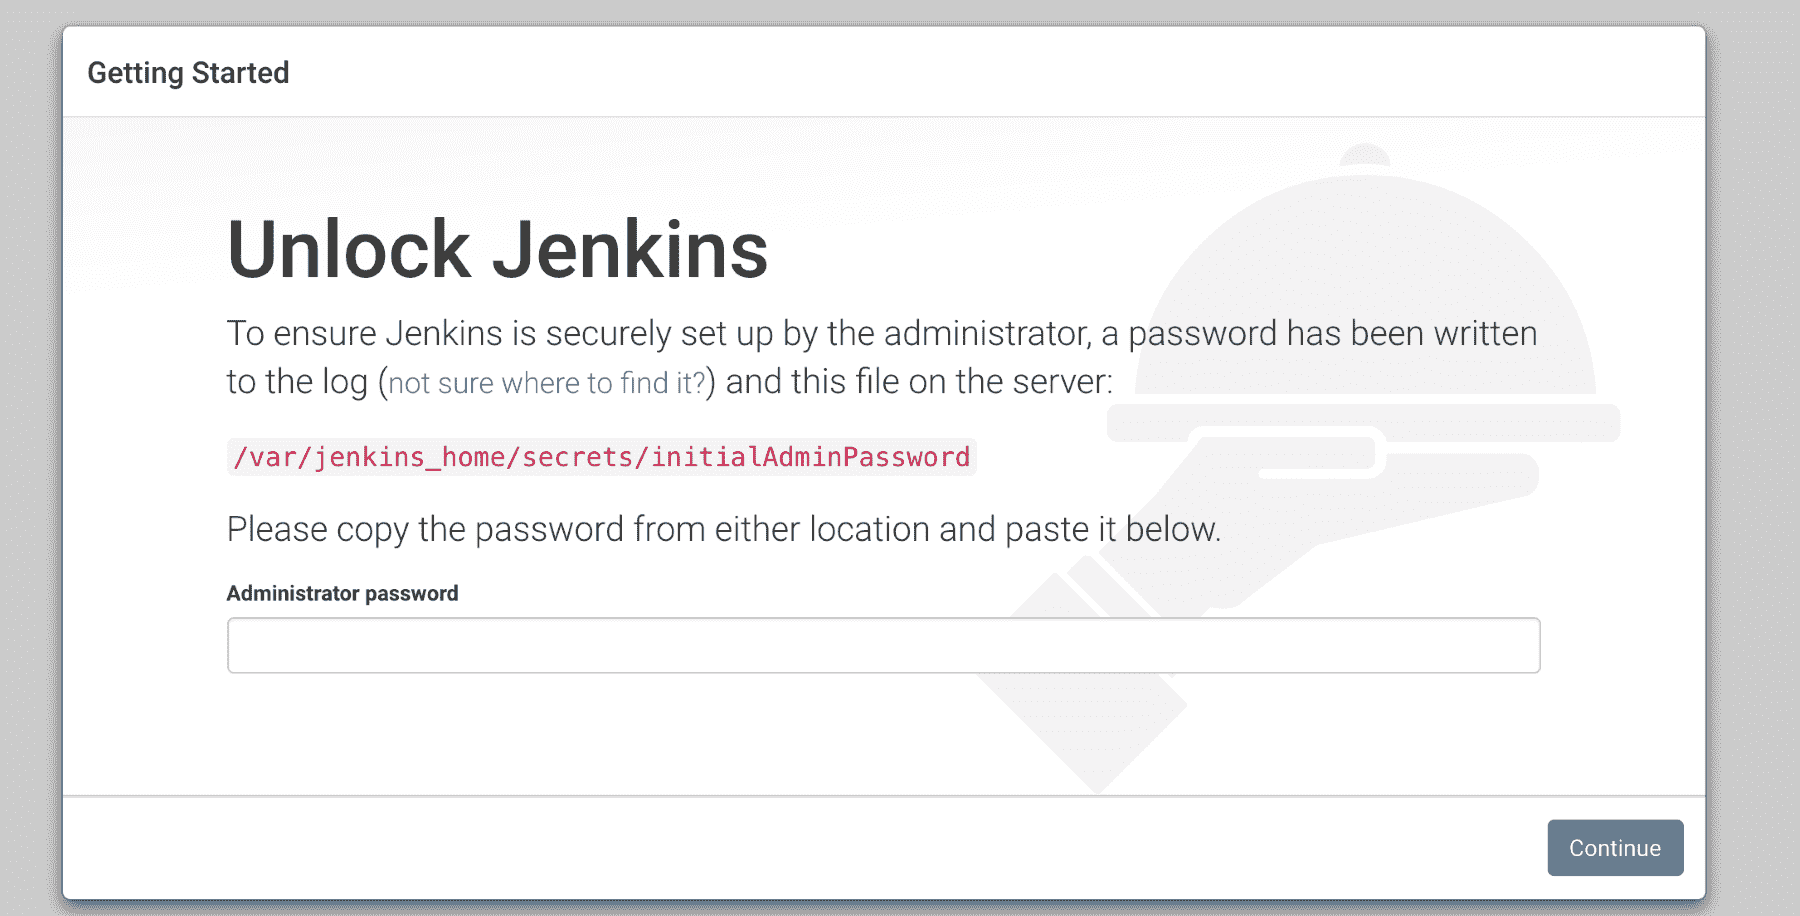 Getting Started
Unlock Jenkins
To ensure Jenkins is securely set up by the administrator, a password has been written
to the log (not sure where to find it?) and this file on the server:
/var/jenkins_home/secrets/initialAdminPassword
Please copy the password from either location and paste it below.
Administrator password
Continue